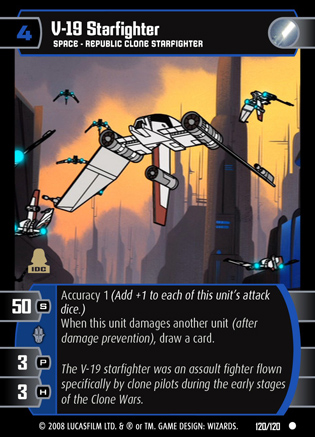 4
V-19 Starfighter
SPACE - REPUBLIC CLONE STARFIGHTER
IDC
50 S
Accuracy 1 (Add +1 to each of this unit's attack
dice.)
When this unit damages another unit (after
damage prevention), draw a card.
3 P
3 H
The V-19 starfighter was an assault fighter flown
specifically by clone pilots during the early stages
of the Clone Wars.
© 2008 LUCASFILM LTD. & ® or TM. GAME DESIGN: WIZARDS.
120/120